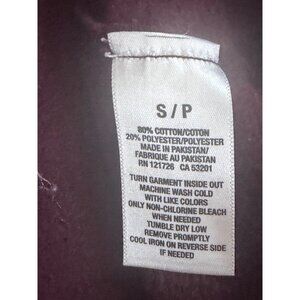 S / P
80% COTTON/COTON
20% POLYESTER/POLYESTER
MADE IN PAKISTAN/
FABRIQUE AU PAKISTAN
RN 121726 CA 53201
TURN GARMENT INSIDE OUT
MACHINE WASH COLD
WITH LIKE COLORS
ONLY NON-CHLORINE BLEACH
WHEN NEEDED
TUMBLE DRY LOW
REMOVE PROMPTLY
COOL IRON ON REVERSE SIDE
IF NEEDED